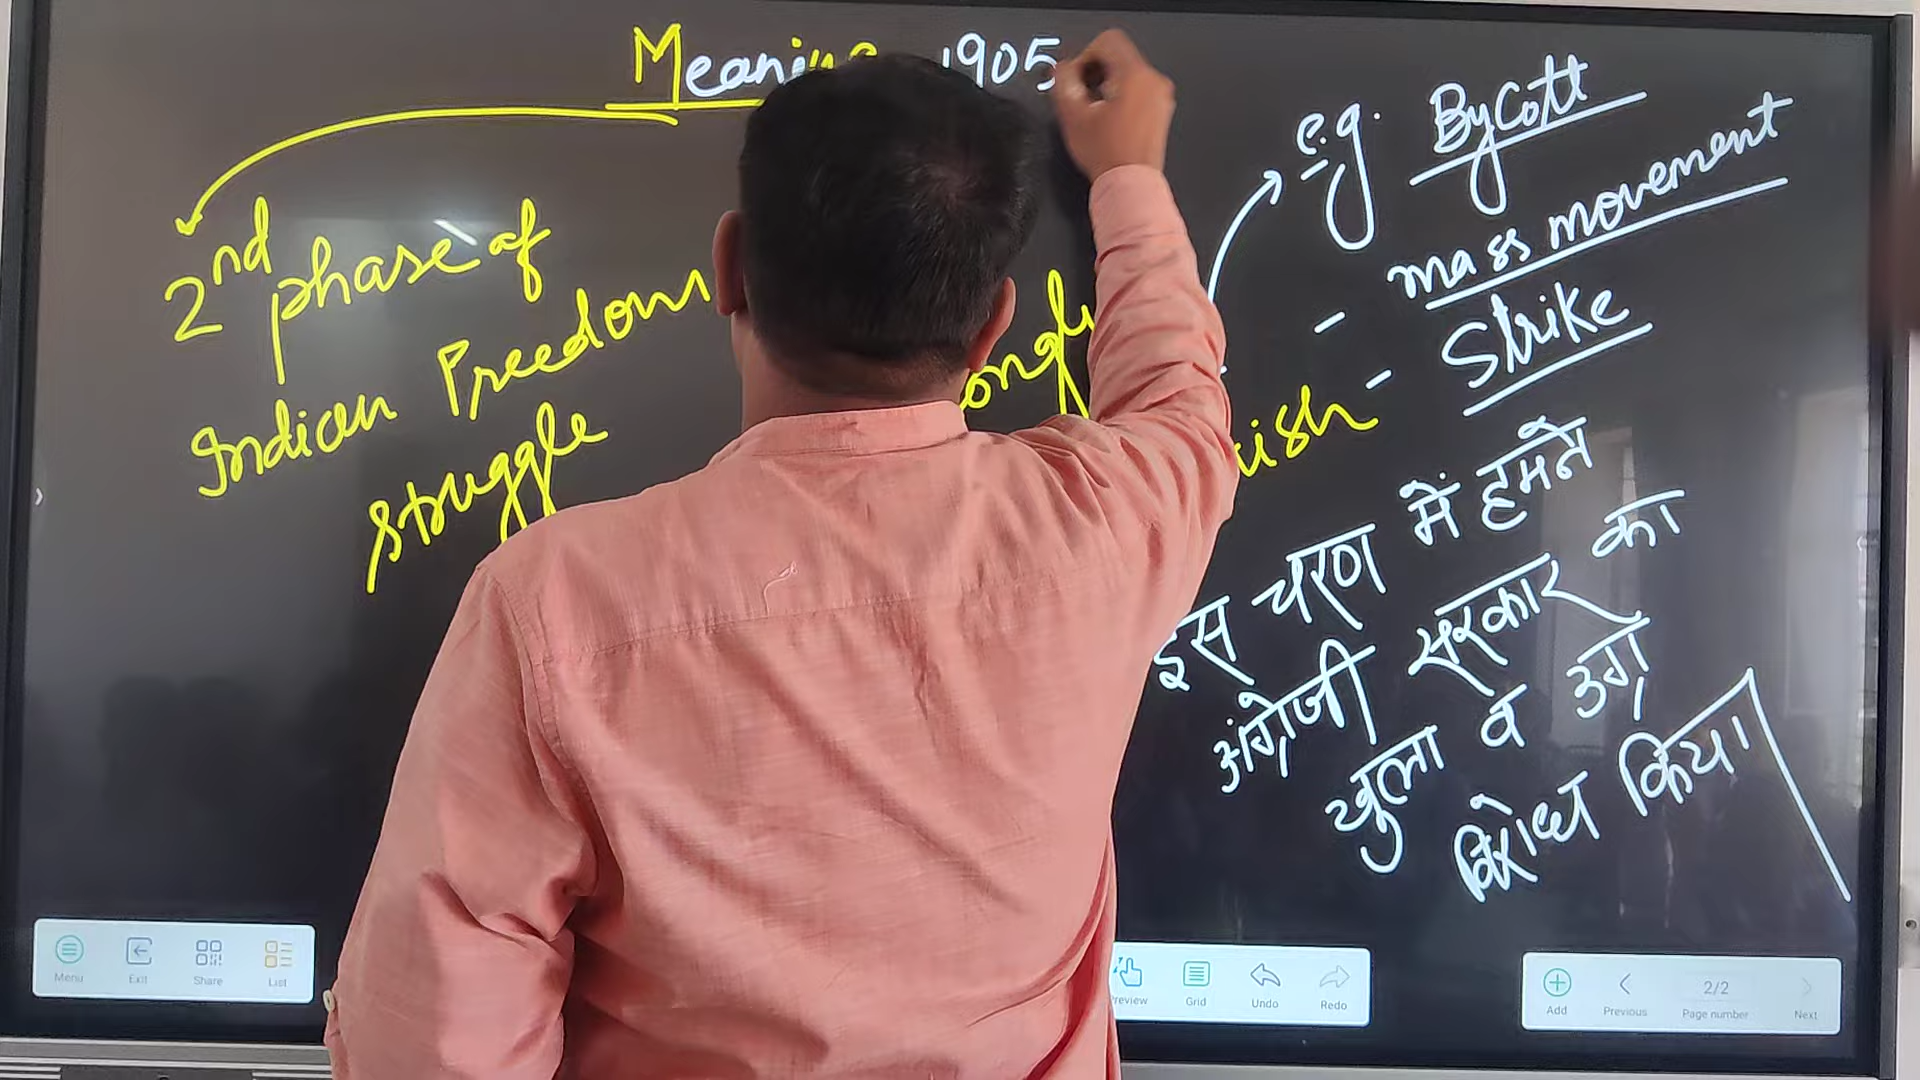 Meaning 1905
2nd phase of
Indian Freedom
struggle
e.g. Bycott
- mass movement
- Strike
इस चरण में हमने
अंग्रेजी सरकार का
खुला व उग्र
विरोध किया
Menu Exit Share List
Preview Grid Undo Redo
Add Previous 2/2 Page number Next